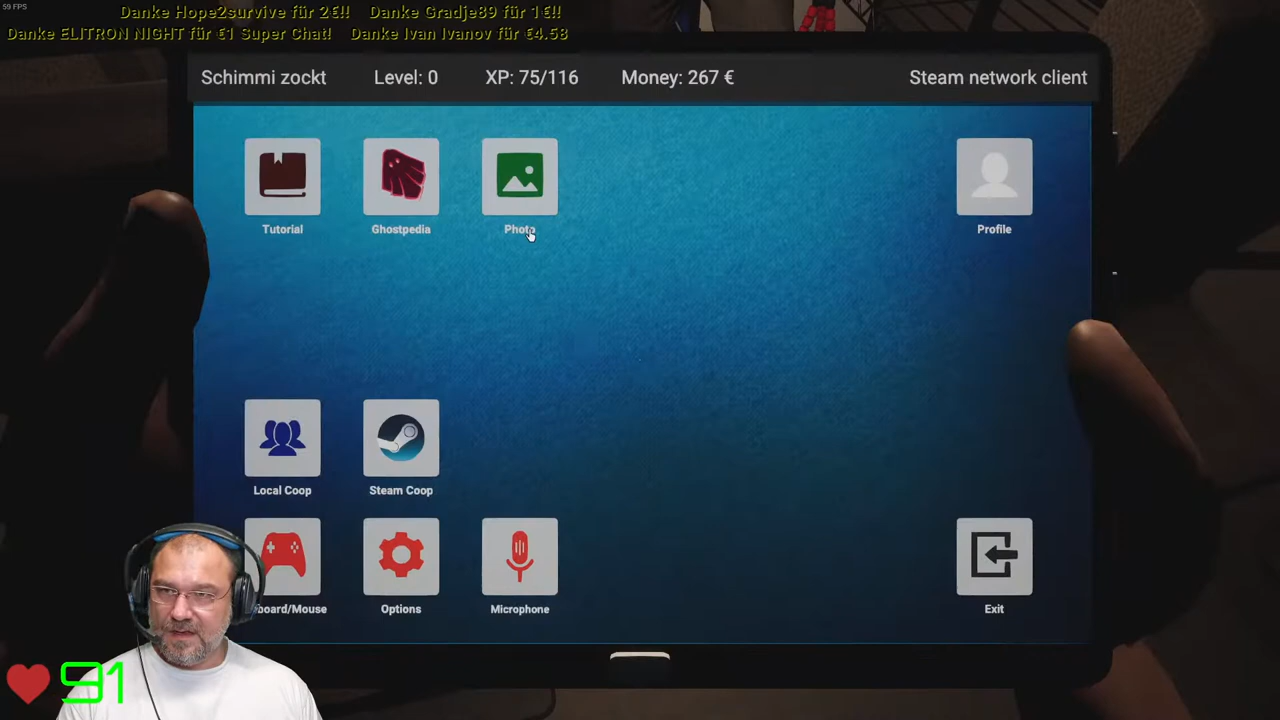 59 FPS
Danke Hope2survive für 2€!! Danke Gradje89 für 1€!!
Danke ELITRON NIGHT für €1 Super Chat! Danke Ivan Ivanov für €4.58
Schimmi zockt Level: 0 XP: 75/116 Money: 267 € Steam network client
Tutorial Ghostpedia Photo Profile
Local Coop Steam Coop
board/Mouse Options Microphone Exit
91